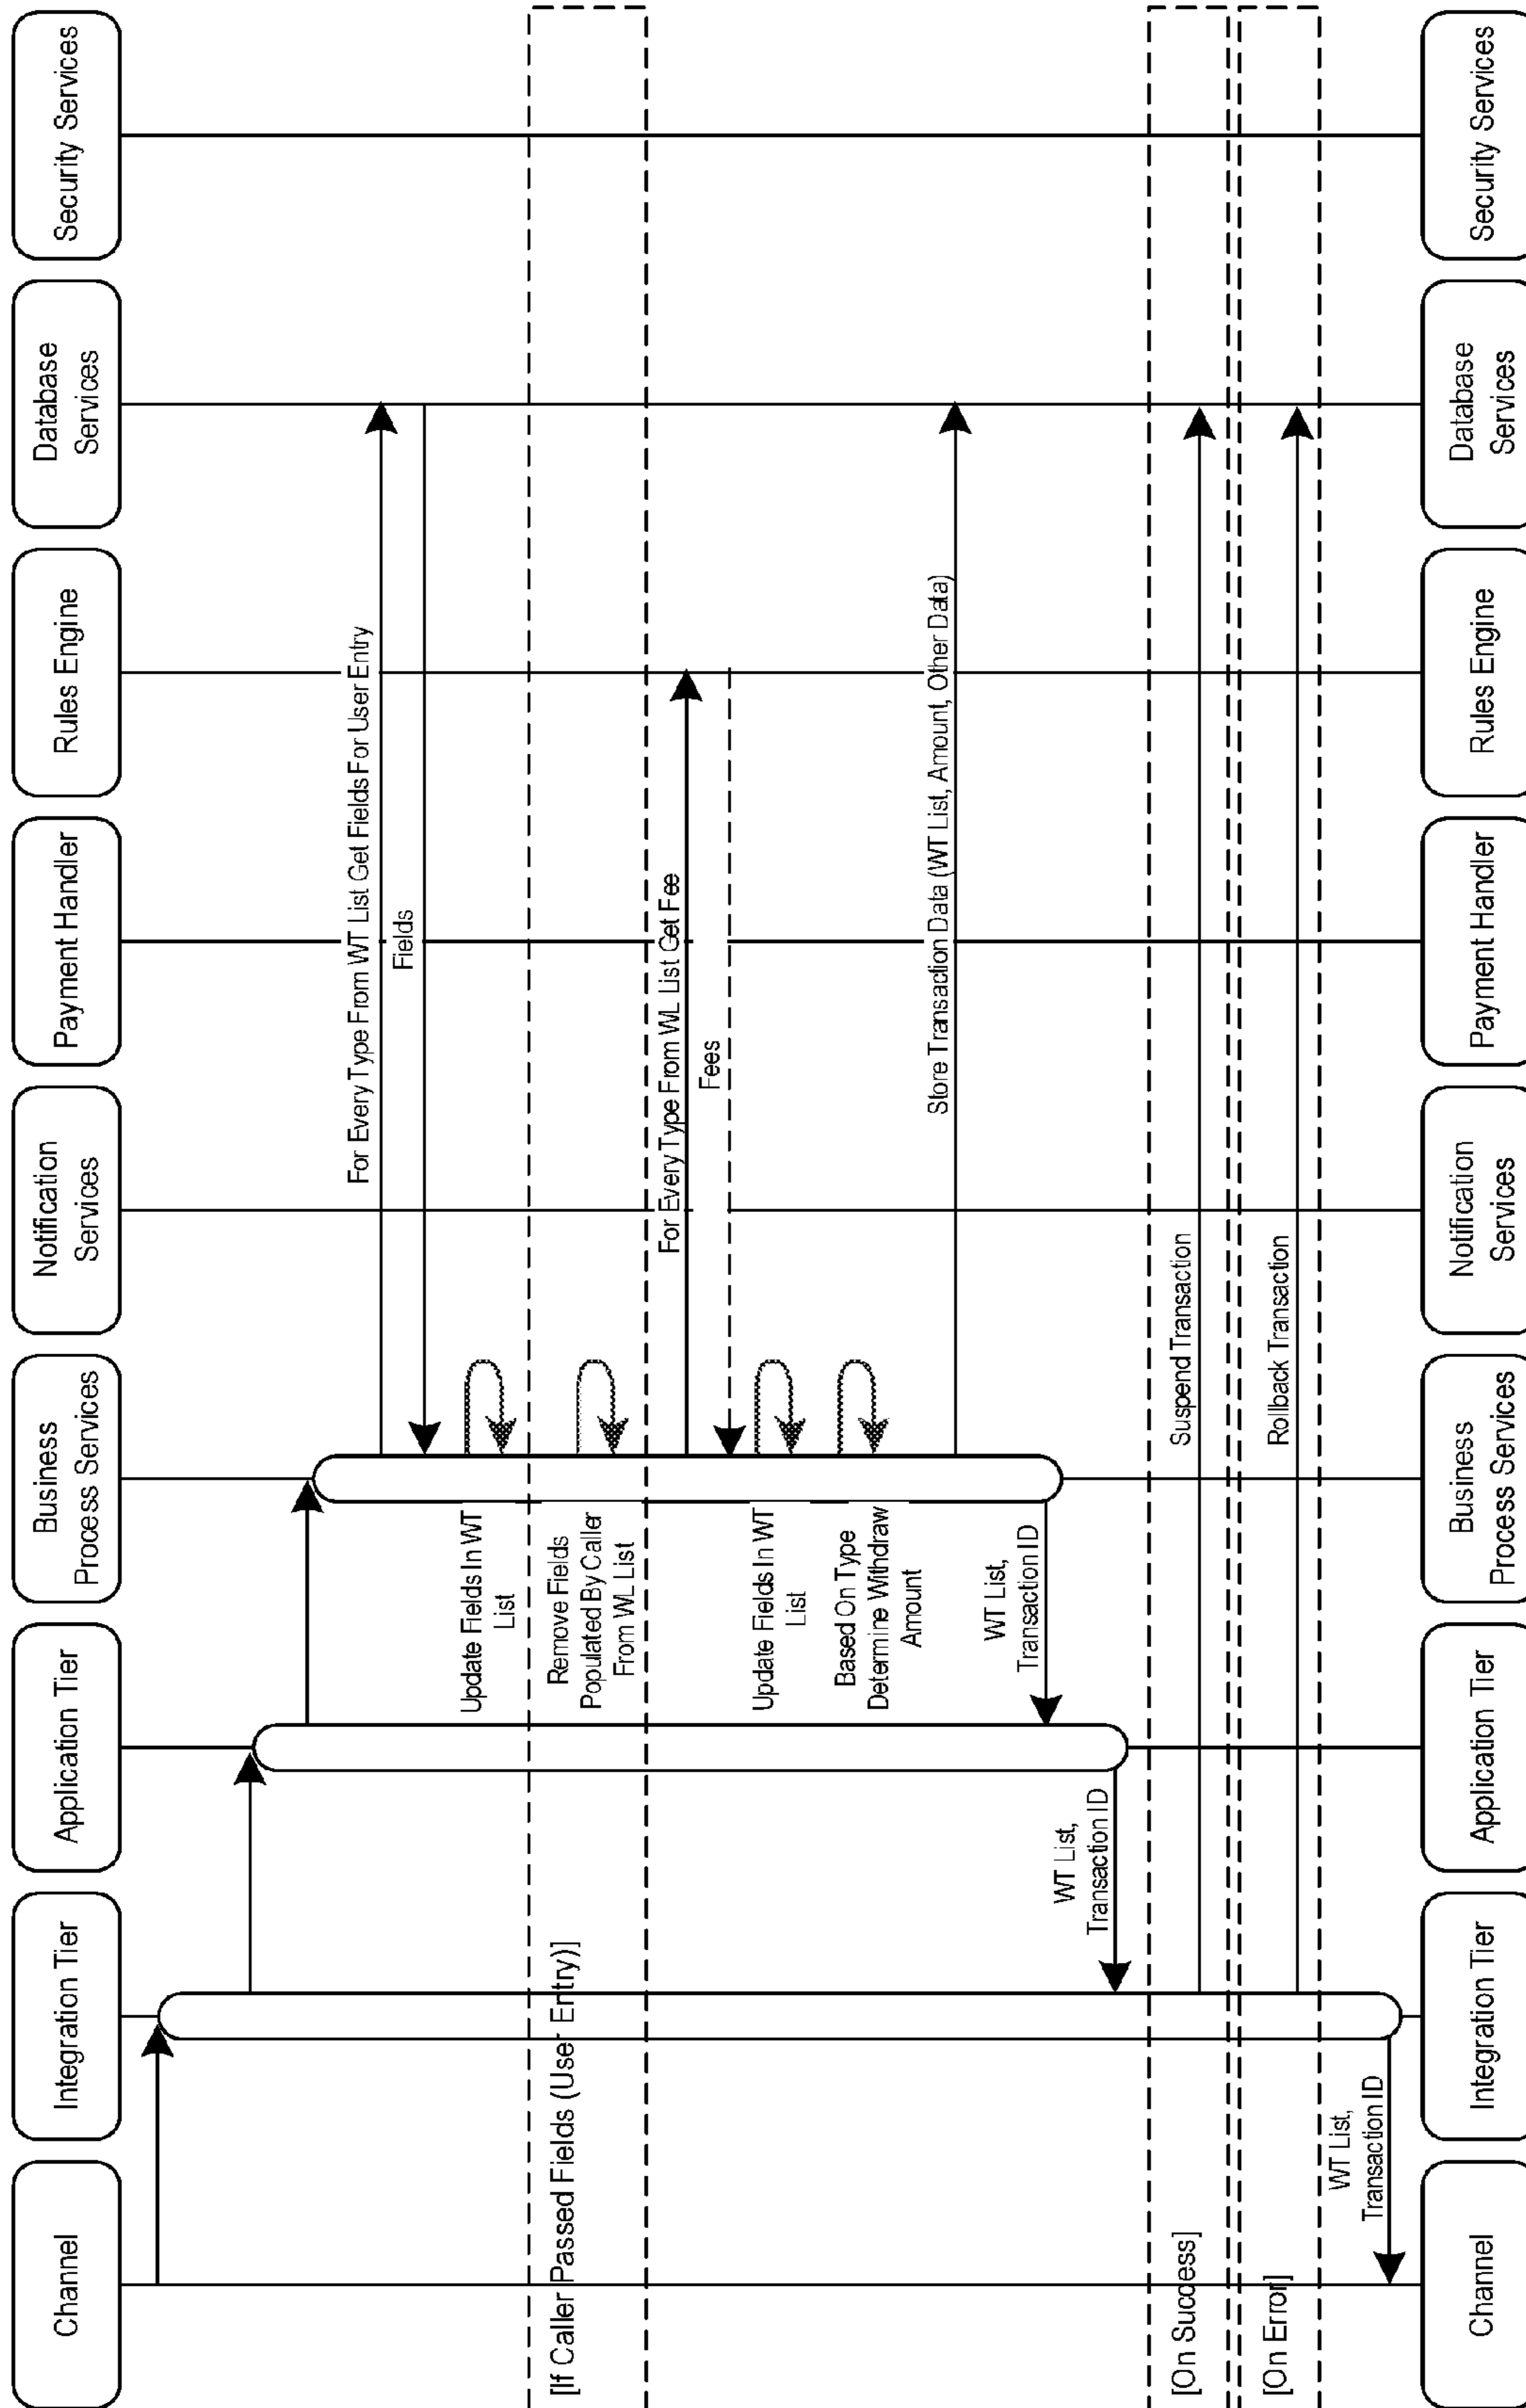 Channel
Integration Tier
Application Tier
Business
Process Services
Notification
Services
Payment Handler
Rules Engine
Database
Services
Security Services
For Every Type From WT List Get Fields For User Entry
Fields
Update Fields In WT
List
[If Caller Passed Fields (User Entry)]
Remove Fields
Populated By Caller
From WL List
For Every Type From WL List Get Fee
Fees
Update Fields In WT
List
Based On Type
Determine Withdraw
Amount
Store Transaction Data (WT List, Amount, Other Data)
WT List,
Transaction ID
WT List,
Transaction ID
[On Success]
Suspend Transaction
[On Error]
Rollback Transaction
WT List,
Transaction ID
Channel
Integration Tier
Application Tier
Business
Process Services
Notification
Services
Payment Handler
Rules Engine
Database
Services
Security Services